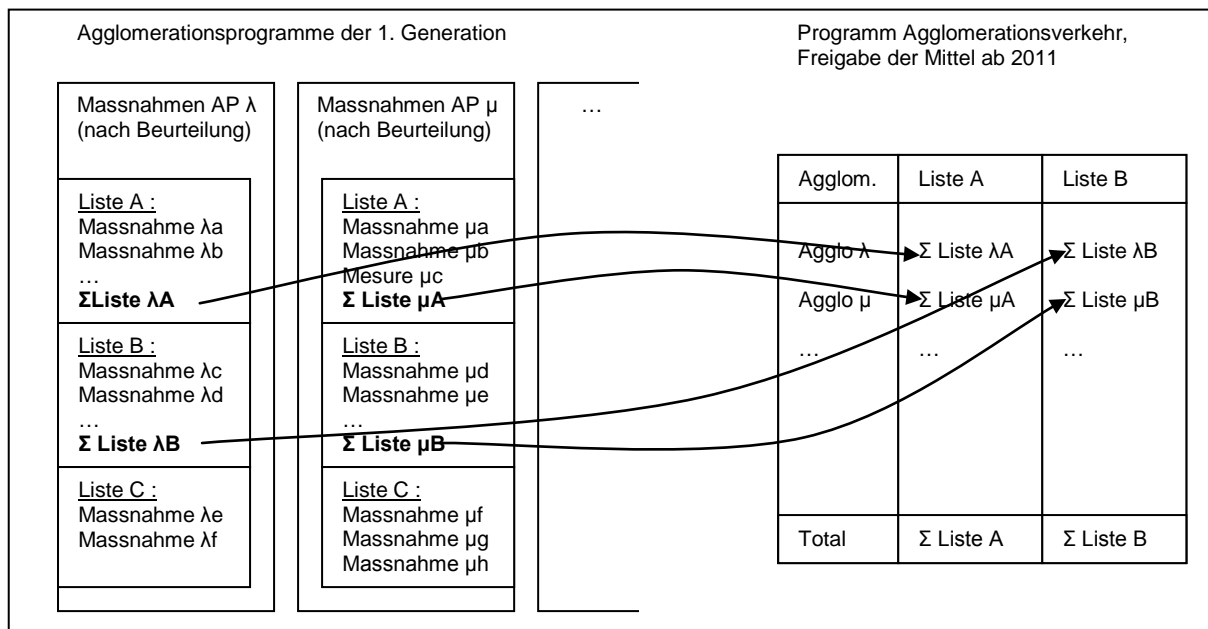 Agglomerationsprogramme der 1. Generation
Massnahmen AP λ
(nach Beurteilung)
Liste A :
Massnahme λa
Massnahme λb
…
ΣListe λA
Liste B :
Massnahme λc
Massnahme λd
…
Σ Liste λB
Liste C :
Massnahme λe
Massnahme λf
Massnahmen AP µ
(nach Beurteilung)
Liste A :
Massnahme µa
Massnahme µb
Mesure µc
Σ Liste µA
Liste B :
Massnahme µd
Massnahme µe
…
Σ Liste µB
Liste C :
Massnahme µf
Massnahme µg
Massnahme µh
…
Programm Agglomerationsverkehr,
Freigabe der Mittel ab 2011
Agglom. Liste A Liste B
Agglo λ Σ Liste λA Σ Liste λB
Agglo µ Σ Liste µA Σ Liste µB
… … …
Total Σ Liste A Σ Liste B